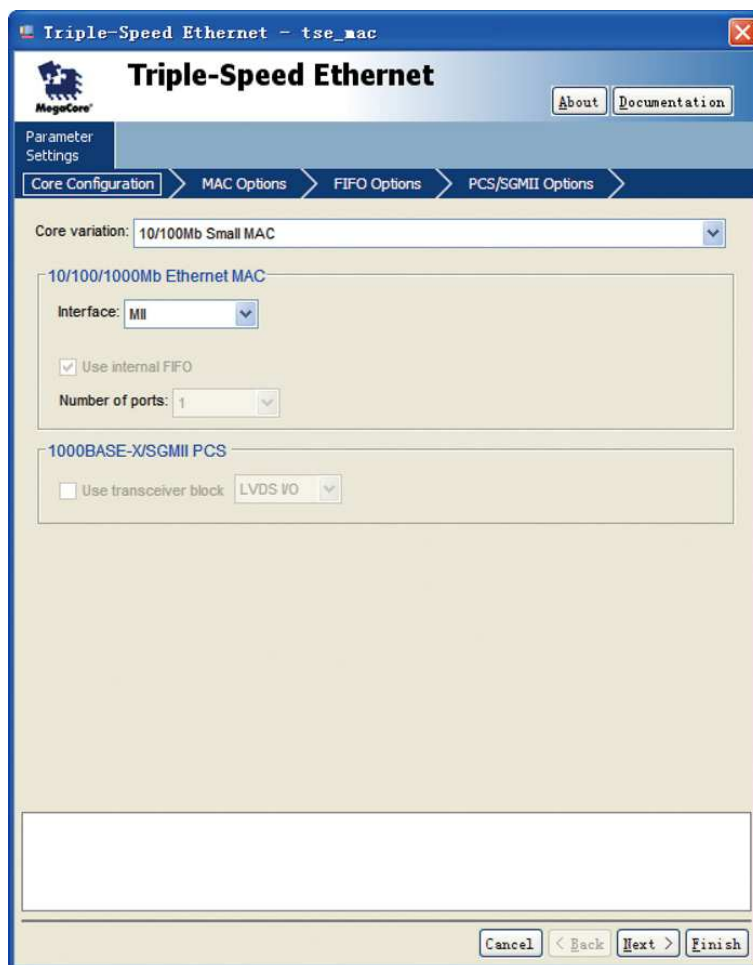 Triple-Speed Ethernet - tse_mac
MegaCore®
Triple-Speed Ethernet
About
Documentation
Parameter
Settings
Core Configuration
MAC Options
FIFO Options
PCS/SGMII Options
Core variation: 10/100Mb Small MAC
10/100/1000Mb Ethernet MAC
Interface: MII
Use internal FIFO
Number of ports: 1
1000BASE-X/SGMII PCS
Use transceiver block LVDS I/O
Cancel
< Back
Next >
Finish